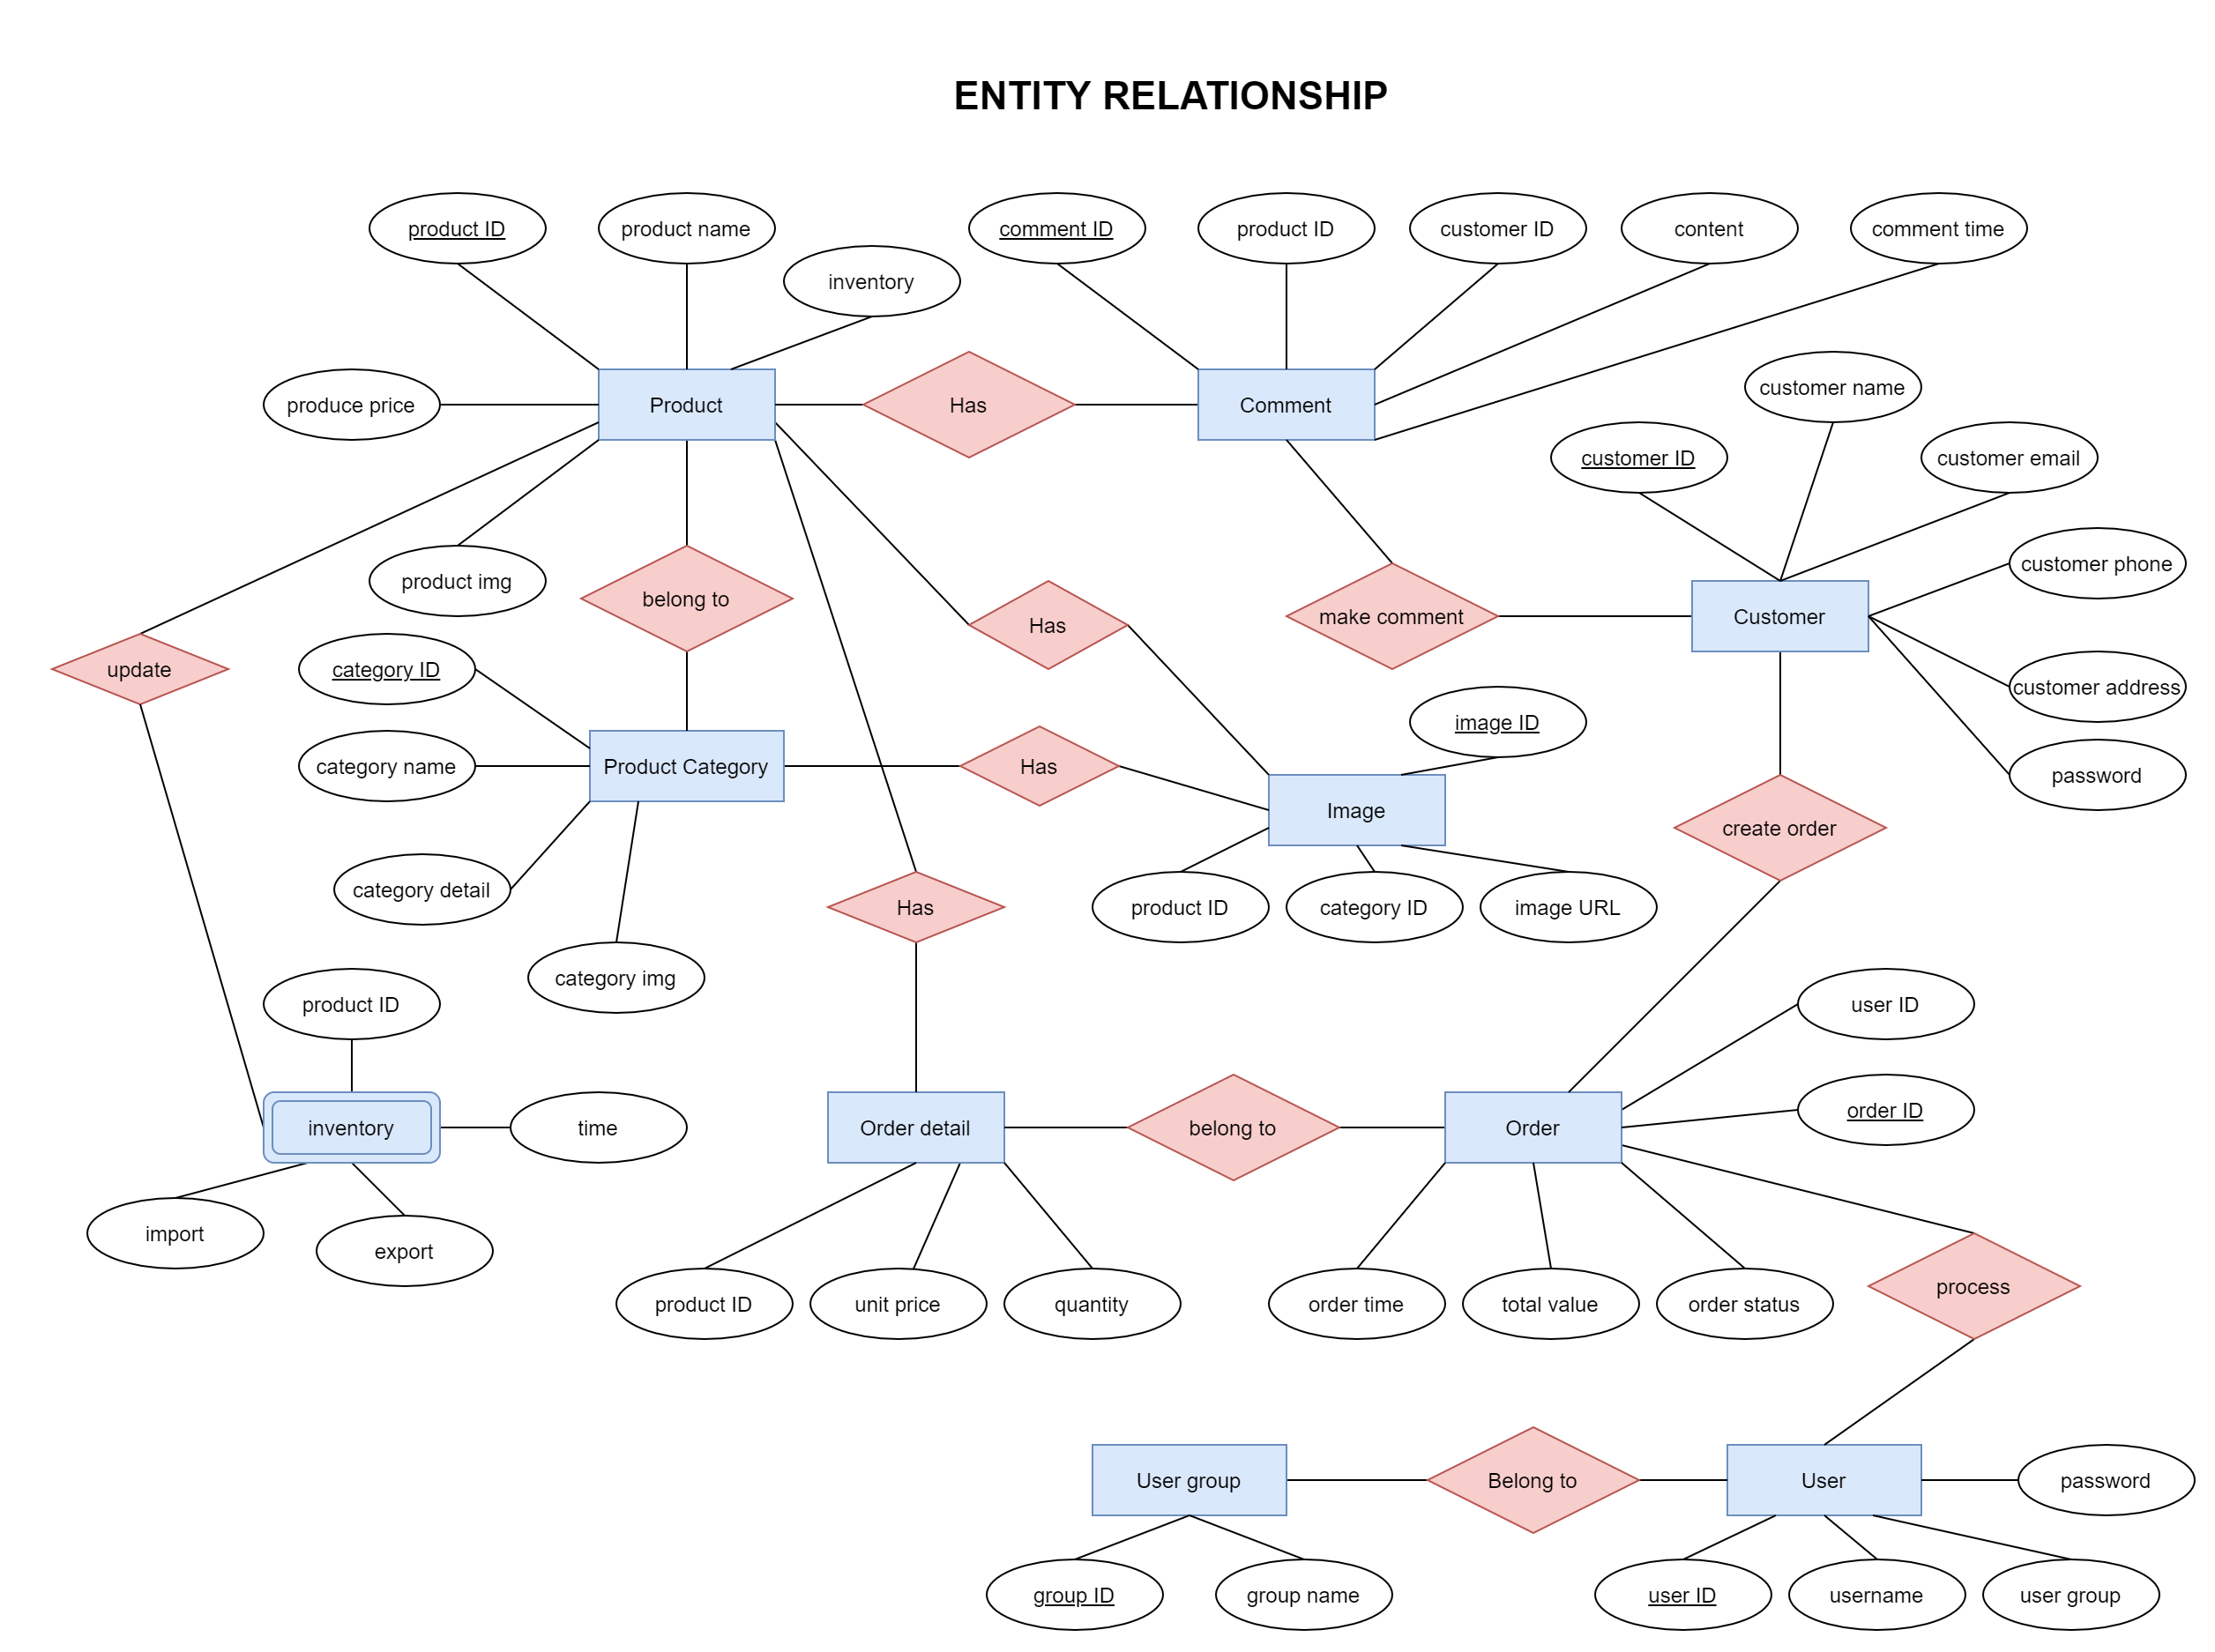 ENTITY RELATIONSHIP
product ID
product name
comment ID
product ID
customer ID
content
comment time
inventory
customer name
produce price
Product
Has
Comment
customer ID
customer email
customer phone
product img
belong to
Has
make comment
Customer
update
category ID
customer address
image ID
category name
Product Category
Has
password
Image
create order
category detail
Has
product ID
category ID
image URL
category img
product ID
user ID
order ID
inventory
time
Order detail
belong to
Order
import
export
process
product ID
unit price
quantity
order time
total value
order status
User group
Belong to
User
password
group ID
group name
user ID
username
user group